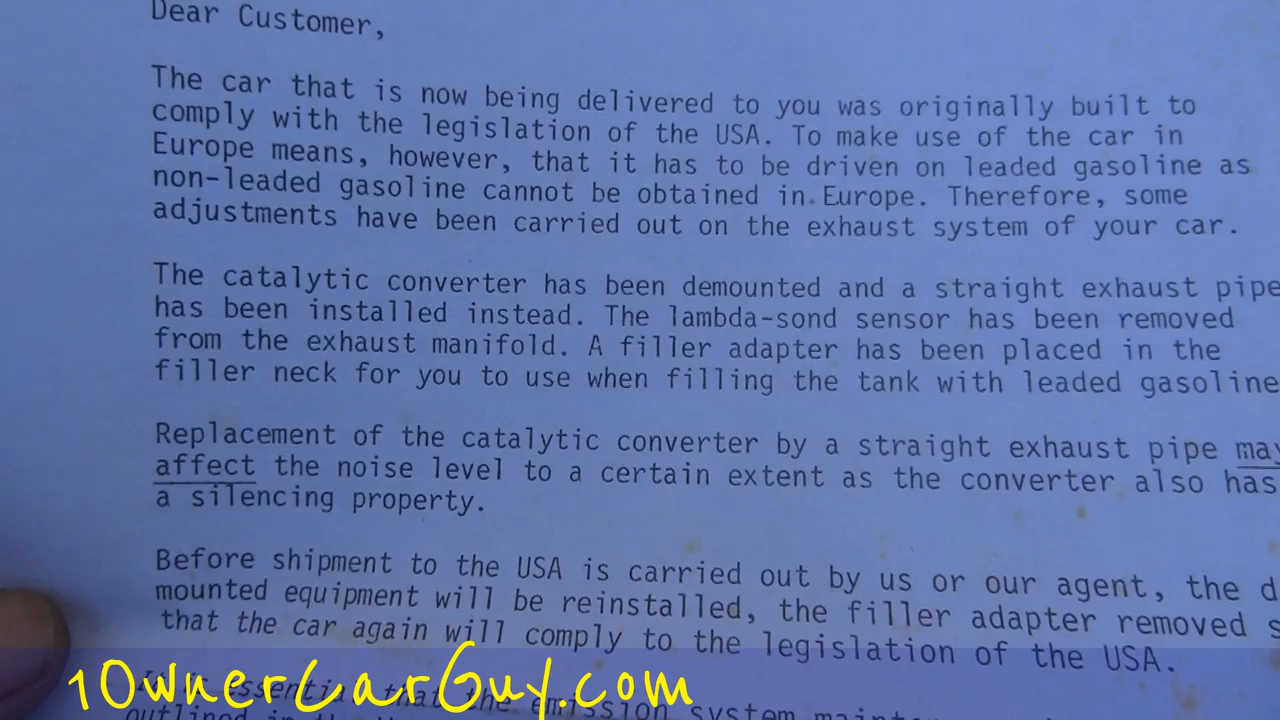 Dear Customer,
The car that is now being delivered to you was originally built to
comply with the legislation of the USA. To make use of the car in
Europe means, however, that it has to be driven on leaded gasoline as
non-leaded gasoline cannot be obtained in Europe. Therefore, some
adjustments have been carried out on the exhaust system of your car.
The catalytic converter has been demounted and a straight exhaust pipe
has been installed instead. The lambda-sond sensor has been removed
from the exhaust manifold. A filler adapter has been placed in the
filler neck for you to use when filling the tank with leaded gasoline
Replacement of the catalytic converter by a straight exhaust pipe may
affect the noise level to a certain extent as the converter also has
a silencing property.
Before shipment to the USA is carried out by us or our agent, the d
mounted equipment will be reinstalled, the filler adapter removed s
that the car again will comply to the legislation of the USA.
that the emission system
outlined in the
1OwnerCarGuy.com